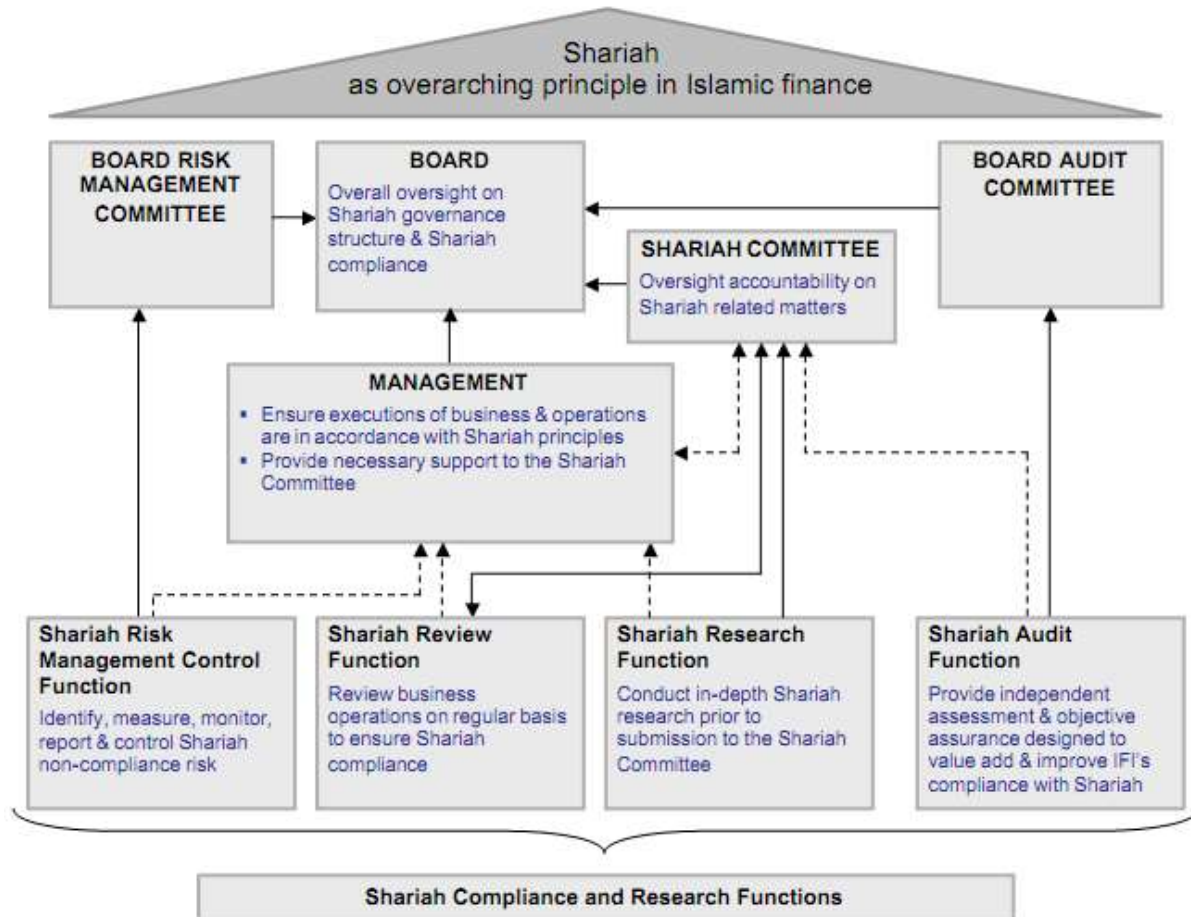 Shariah
as overarching principle in Islamic finance
BOARD RISK
MANAGEMENT
COMMITTEE
BOARD
Overall oversight on
Shariah governance
structure & Shariah
compliance
BOARD AUDIT
COMMITTEE
SHARIAH COMMITTEE
Oversight accountability on
Shariah related matters
MANAGEMENT
▪ Ensure executions of business & operations
are in accordance with Shariah principles
▪ Provide necessary support to the Shariah
Committee
Shariah Risk
Management Control
Function
Identify, measure, monitor,
report & control Shariah
non-compliance risk
Shariah Review
Function
Review business
operations on regular basis
to ensure Shariah
compliance
Shariah Research
Function
Conduct in-depth Shariah
research prior to
submission to the Shariah
Committee
Shariah Audit
Function
Provide independent
assessment & objective
assurance designed to
value add & improve IFI's
compliance with Shariah
Shariah Compliance and Research Functions